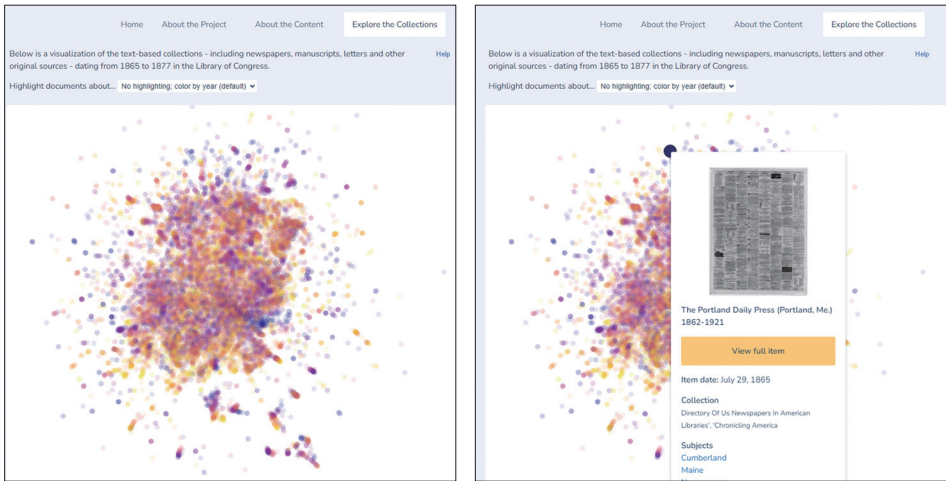 Home About the Project About the Content Explore the Collections
Below is a visualization of the text-based collections - including newspapers, manuscripts, letters and other
original sources - dating from 1865 to 1877 in the Library of Congress.
Help
Highlight documents about... No highlighting; color by year (default)
Home About the Project About the Content Explore the Collections
Below is a visualization of the text-based collections - including newspapers, manuscripts, letters and other
original sources - dating from 1865 to 1877 in the Library of Congress.
Help
Highlight documents about... No highlighting; color by year (default)
The Portland Daily Press (Portland, Me.)
1862-1921
View full item
Item date: July 29, 1865
Collection
Directory Of Us Newspapers In American
Libraries', 'Chronicling America
Subjects
Cumberland
Maine